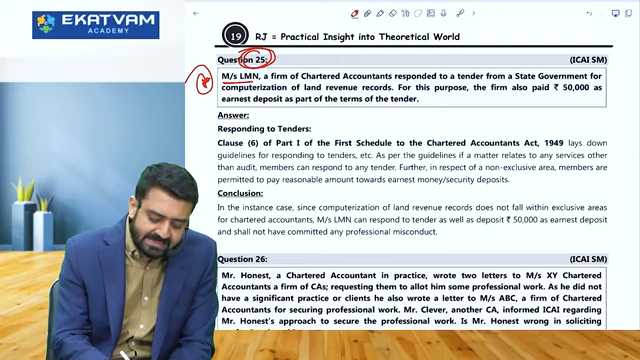 EKATVAM
ACADEMY
19 RJ = Practical Insight into Theoretical World
Question 25: (ICAI SM)
M/s LMN, a firm of Chartered Accountants responded to a tender from a State Government for
computerization of land revenue records. For this purpose, the firm also paid ₹ 50,000 as
earnest deposit as part of the terms of the tender.
Answer:
Responding to Tenders:
Clause (6) of Part I of the First Schedule to the Chartered Accountants Act, 1949 lays down
guidelines for responding to tenders, etc. As per the guidelines if a matter relates to any services other
than audit, members can respond to any tender. Further, in respect of a non-exclusive area, members are
permitted to pay reasonable amount towards earnest money/security deposits.
Conclusion:
In the instance case, since computerization of land revenue records does not fall within exclusive areas
for chartered accountants, M/s LMN can respond to tender as well as deposit ₹ 50,000 as earnest deposit
and shall not have committed any professional misconduct.
Question 26: (ICAI SM)
Mr. Honest, a Chartered Accountant in practice, wrote two letters to M/s XY Chartered
Accountants a firm of CAs; requesting them to allot him some professional work. As he did not
have a significant practice or clients he also wrote a letter to M/s ABC, a firm of Chartered
Accountants for securing professional work. Mr. Clever, another CA, informed ICAI regarding
Mr. Honest's approach to secure the professional work. Is Mr. Honest wrong in soliciting